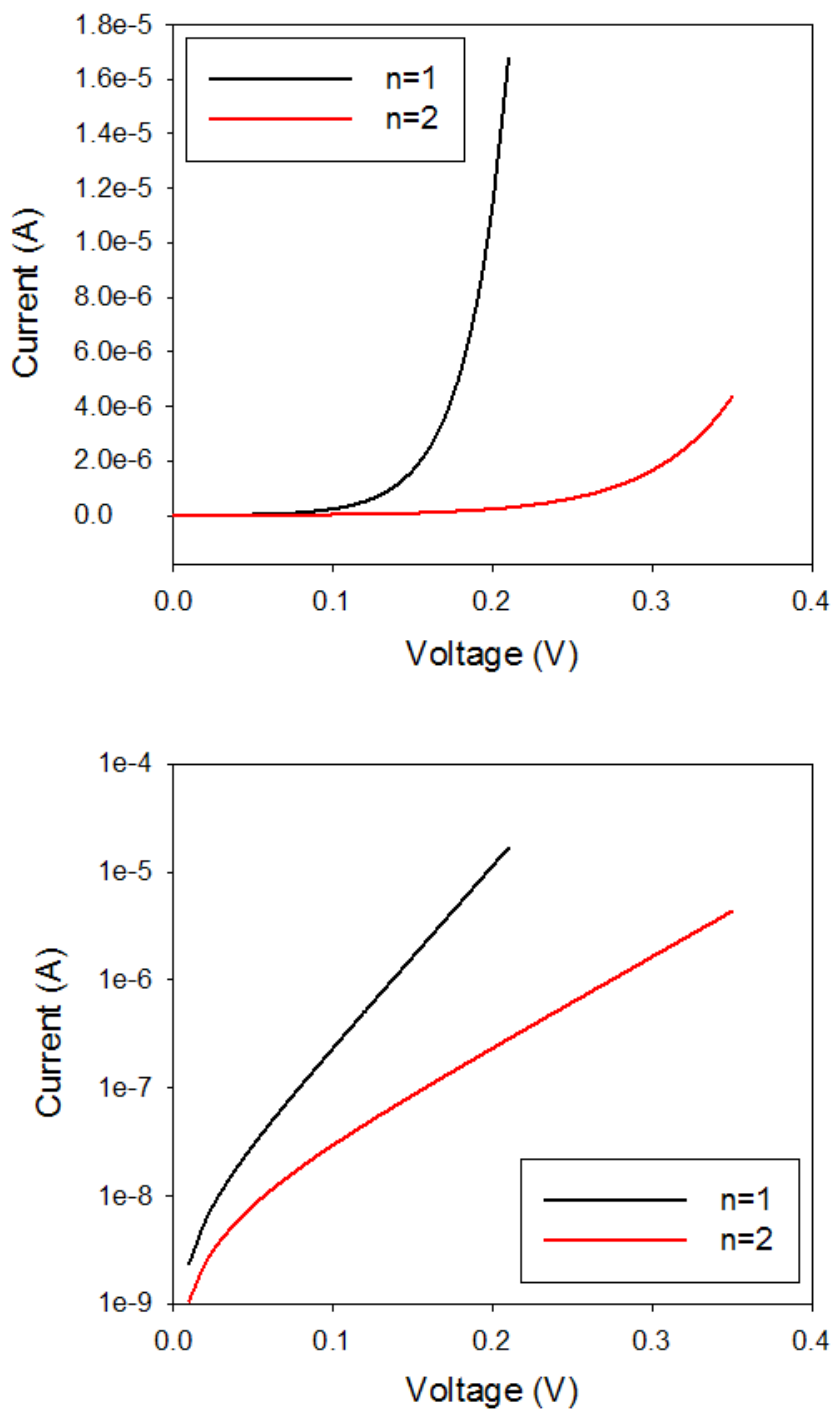 1.8e-5
1.6e-5
1.4e-5
1.2e-5
1.0e-5
8.0e-6
6.0e-6
4.0e-6
2.0e-6
0.0
Current (A)
n=1
n=2
0.0 0.1 0.2 0.3 0.4
Voltage (V)
1e-4
1e-5
1e-6
1e-7
1e-8
1e-9
Current (A)
n=1
n=2
0.0 0.1 0.2 0.3 0.4
Voltage (V)